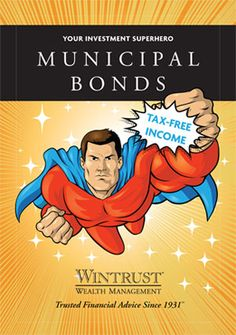 YOUR INVESTMENT SUPERHERO
MUNICIPAL
BONDS
TAX-FREE
INCOME
WINTRUST
WEALTH MANAGEMENT
Trusted Financial Advice Since 1931